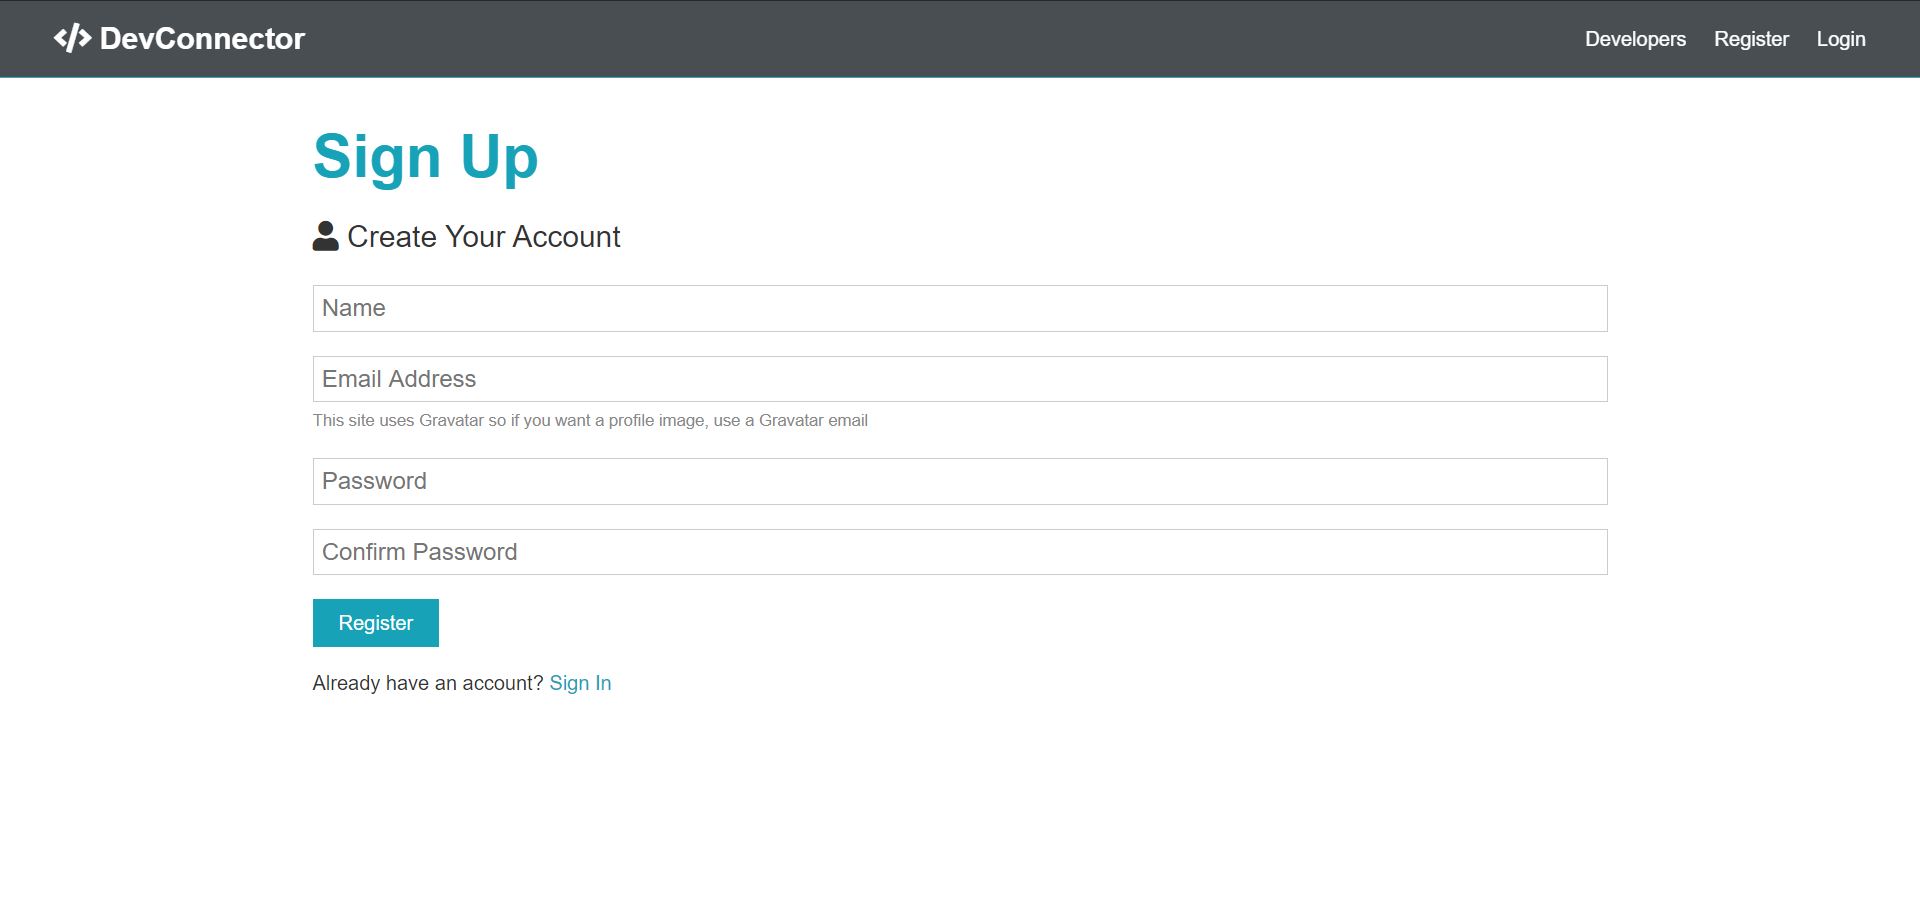 DevConnector
Developers Register Login
Sign Up
Create Your Account
Name
Email Address
This site uses Gravatar so if you want a profile image, use a Gravatar email
Password
Confirm Password
Register
Already have an account? Sign In